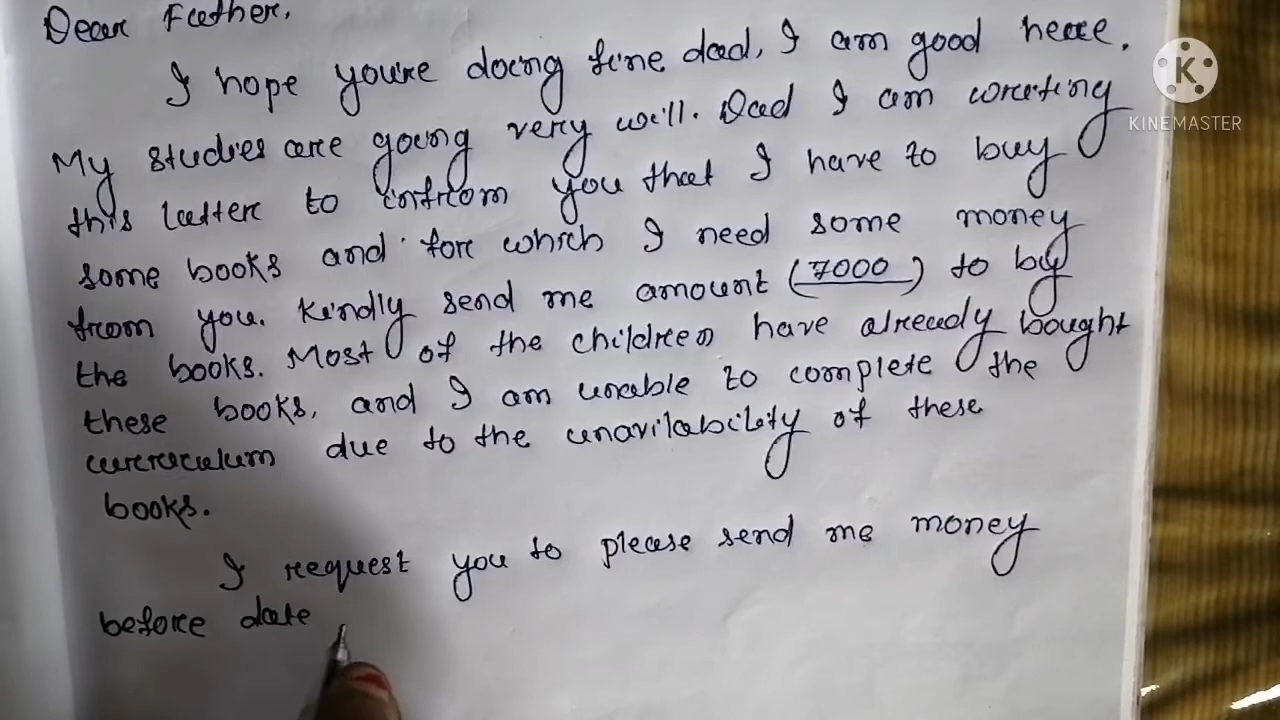 Dear Father,
I hope you're doing fine dad, I am good here.
My studies are going very well. Dad I am writing
this letter to infrom you that I have to buy
some books and for which I need some money
from you. Kindly send me amount (7000) to by
the books. Most of the children have already bought
these books, and I am unable to complete the
curriculum due to the unavilability of these
books.
I request you to please send me money
before date
K
KINEMASTER